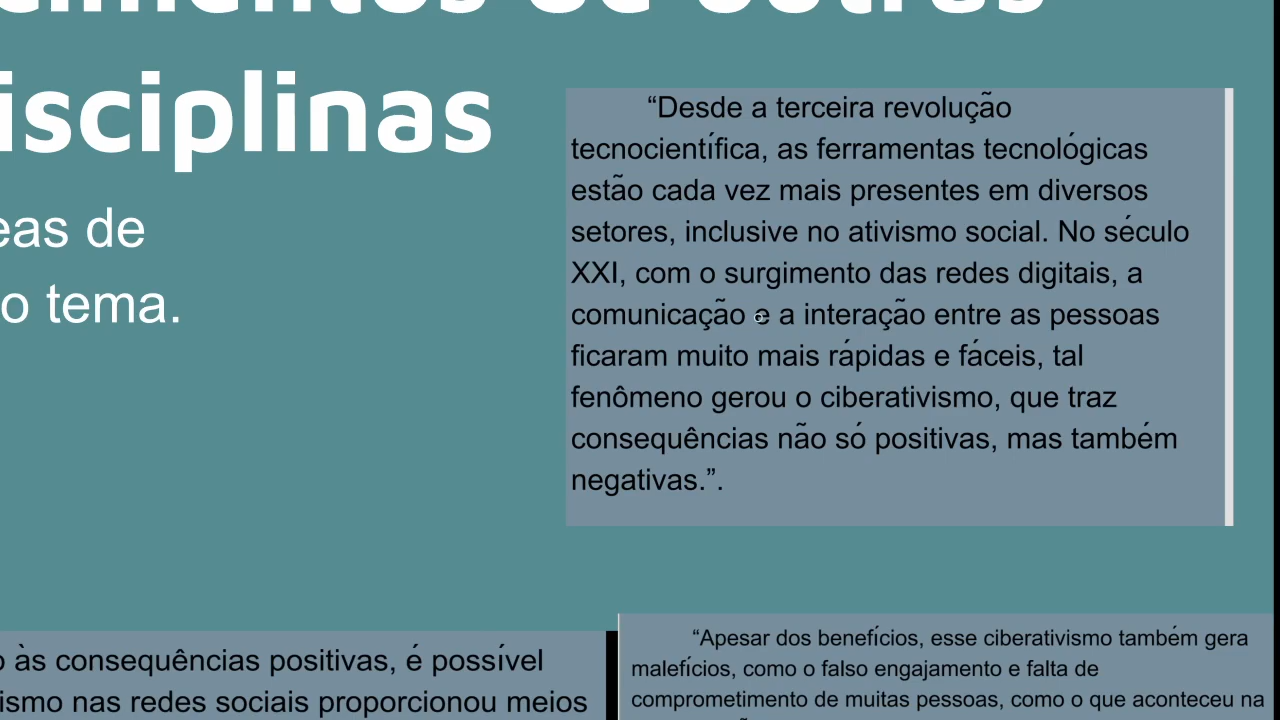 disciplinas
de
o tema.
“Desde a terceira revolução
tecnocientífica, as ferramentas tecnológicas
estão cada vez mais presentes em diversos
setores, inclusive no ativismo social. No século
XXI, com o surgimento das redes digitais, a
comunicação e a interação entre as pessoas
ficaram muito mais rápidas e fáceis, tal
fenômeno gerou o ciberativismo, que traz
consequências não só positivas, mas também
negativas.”.
às consequências positivas, é possível
nas redes sociais proporcionou meios
“Apesar dos benefícios, esse ciberativismo também gera
malefícios, como o falso engajamento e falta de
comprometimento de muitas pessoas, como o que aconteceu na